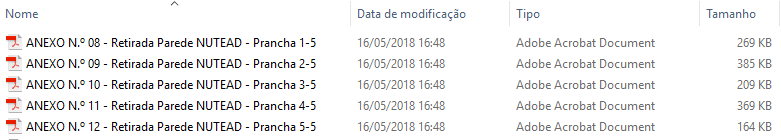 Nome Data de modificação Tipo Tamanho
ANEXO N.º 08 - Retirada Parede NUTEAD - Prancha 1-5 16/05/2018 16:48 Adobe Acrobat Document 269 KB
ANEXO N.º 09 - Retirada Parede NUTEAD - Prancha 2-5 16/05/2018 16:48 Adobe Acrobat Document 385 KB
ANEXO N.º 10 - Retirada Parede NUTEAD - Prancha 3-5 16/05/2018 16:48 Adobe Acrobat Document 209 KB
ANEXO N.º 11 - Retirada Parede NUTEAD - Prancha 4-5 16/05/2018 16:48 Adobe Acrobat Document 369 KB
ANEXO N.º 12 - Retirada Parede NUTEAD - Prancha 5-5 16/05/2018 16:48 Adobe Acrobat Document 164 KB